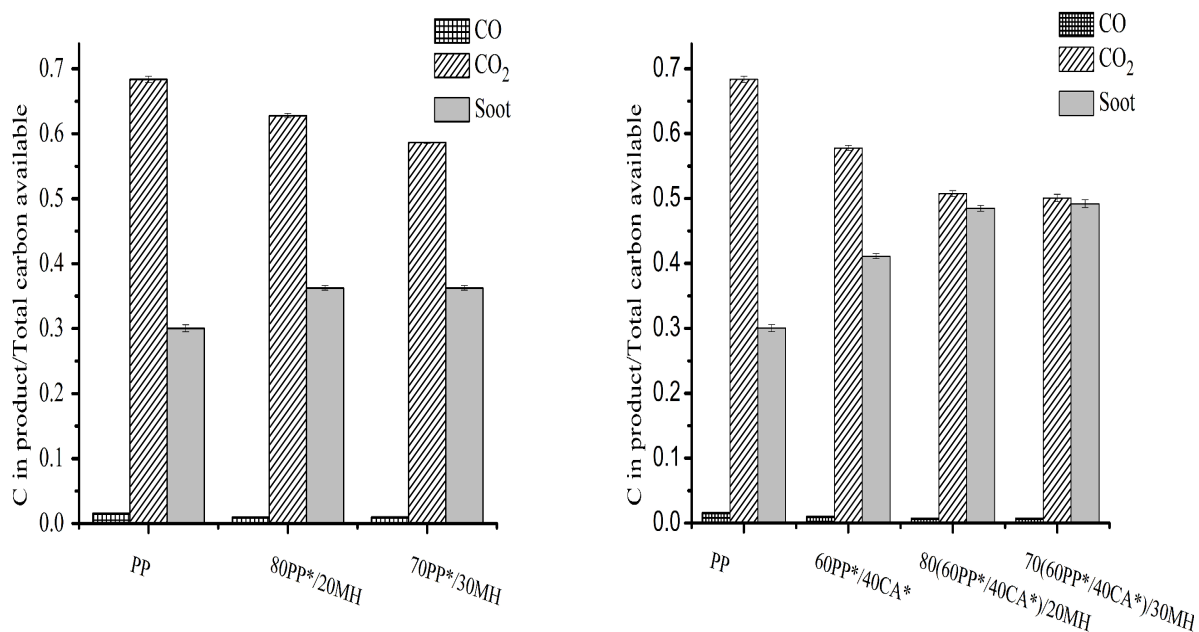 CO
CO2
Soot
0.7
0.6
0.5
0.4
0.3
0.2
0.1
0.0
C in product/Total carbon available
PP
80PP*/20MH
70PP*/30MH
CO
CO2
Soot
0.7
0.6
0.5
0.4
0.3
0.2
0.1
0.0
C in product/Total carbon available
PP
60PP*/40CA*
80(60PP*/40CA*)/20MH
70(60PP*/40CA*)/30MH